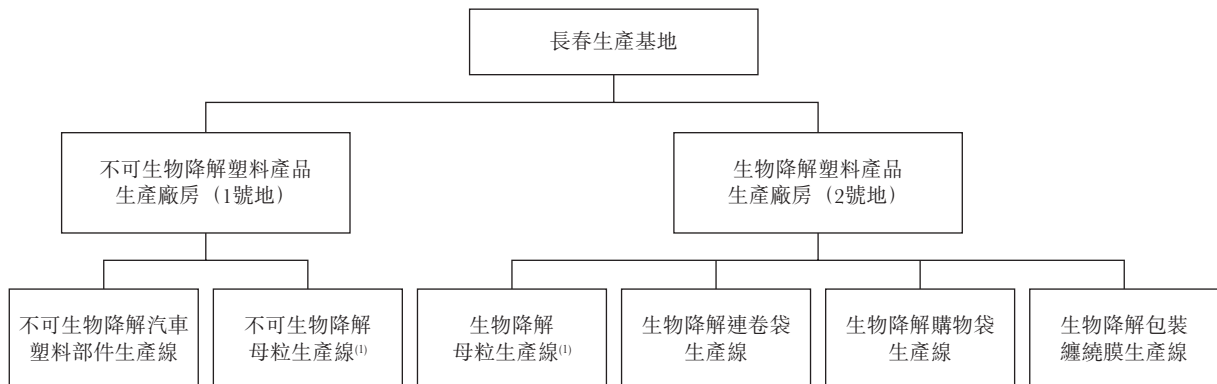 長春生產基地
不可生物降解塑料產品
生產廠房（1號地）
生物降解塑料產品
生產廠房（2號地）
不可生物降解汽車
塑料部件生產線
不可生物降解
母粒生產線(1)
生物降解
母粒生產線(1)
生物降解連卷袋
生產線
生物降解購物袋
生產線
生物降解包裝
纏繞膜生產線